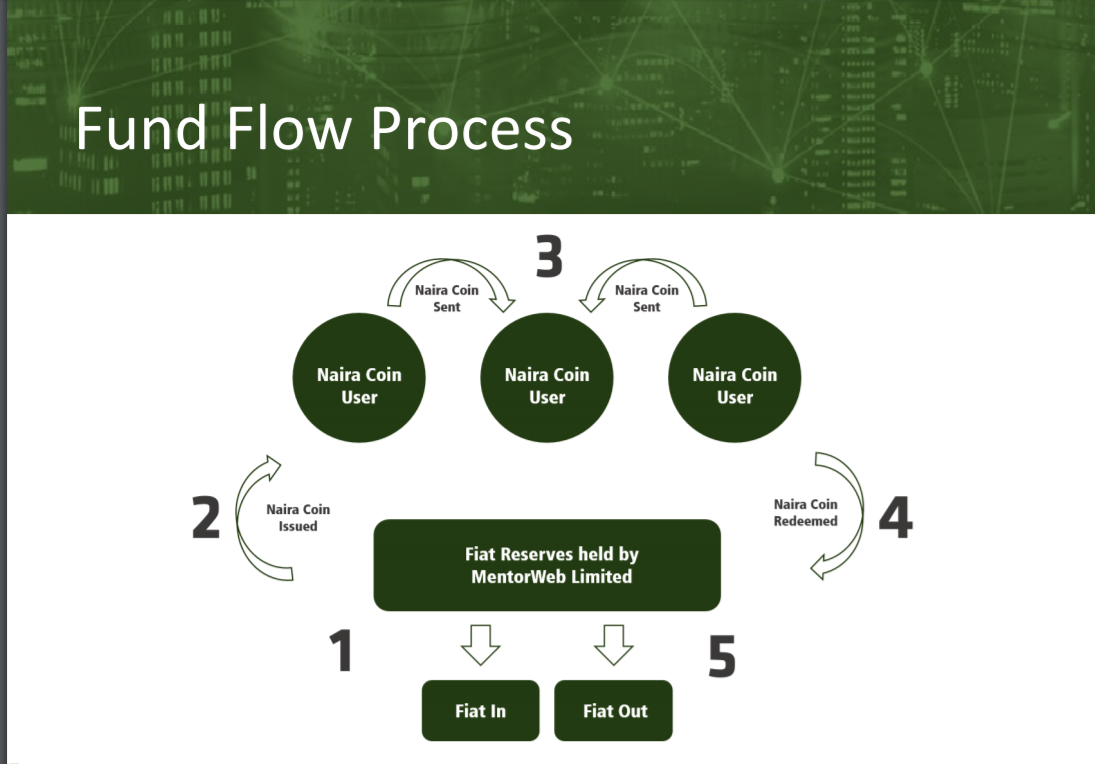 Fund Flow Process
3
Naira Coin
Sent
Naira Coin
Sent
Naira Coin
User
Naira Coin
User
Naira Coin
User
2
Naira Coin
Issued
Naira Coin
Redeemed
4
Fiat Reserves held by
MentorWeb Limited
1
5
Fiat In
Fiat Out